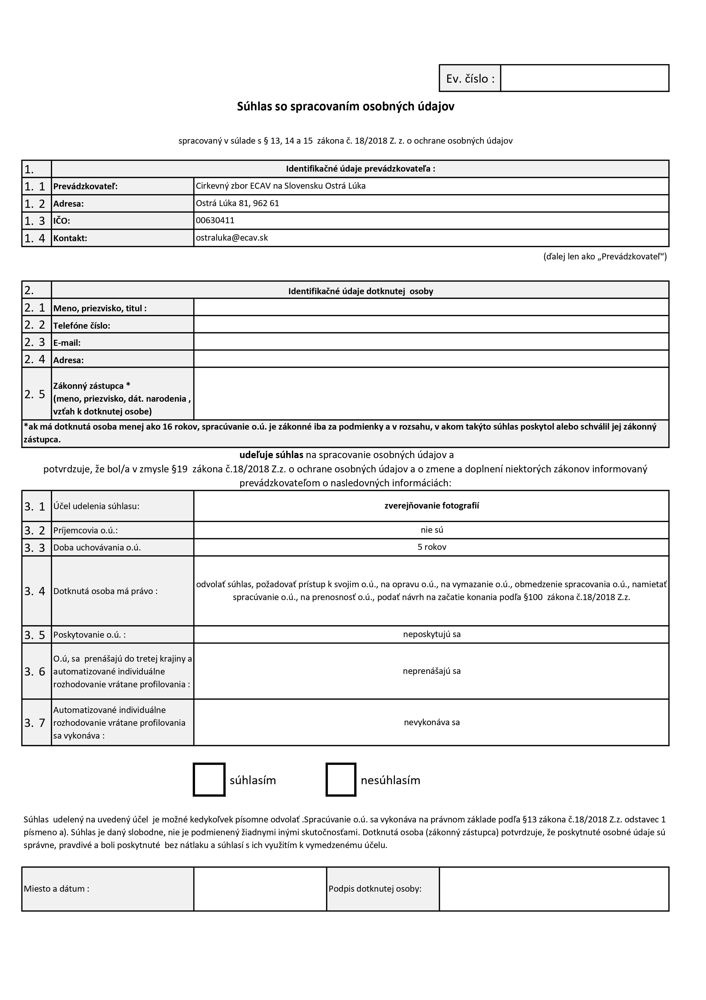 Ev. číslo :
Súhlas so spracovaním osobných údajov
spracovaný v súlade s § 13, 14 a 15  zákona č. 18/2018 Z. z. o ochrane osobných údajov
1. Identifikačné údaje prevádzkovateľa :
1. 1 Prevádzkovateľ: Cirkevný zbor ECAV na Slovensku Ostrá Lúka
1. 2 Adresa: Ostrá Lúka 81, 962 61
1. 3 IČO: 00630411
1. 4 Kontakt: ostraluka@ecav.sk
(ďalej len ako „Prevádzkovateľ“)
2. Identifikačné údaje dotknutej  osoby
2. 1 Meno, priezvisko, titul :
2. 2 Telefóne číslo:
2. 3 E-mail:
2. 4 Adresa:
2. 5 Zákonný zástupca *
(meno, priezvisko, dát. narodenia ,
vzťah k dotknutej osobe)
*ak má dotknutá osoba menej ako 16 rokov, spracúvanie o.ú. je zákonné iba za podmienky a v rozsahu, v akom takýto súhlas poskytol alebo schválil jej zákonný
zástupca.
udeľuje súhlas na spracovanie osobných údajov a
potvrdzuje, že bol/a v zmysle §19  zákona č.18/2018 Z.z. o ochrane osobných údajov a o zmene a doplnení niektorých zákonov informovaný
prevádzkovateľom o nasledovných informáciách:
3. 1 Účel udelenia súhlasu: zverejňovanie fotografií
3. 2 Príjemcovia o.ú.: nie sú
3. 3 Doba uchovávania o.ú. 5 rokov
3. 4 Dotknutá osoba má právo :
odvolať súhlas, požadovať prístup k svojim o.ú., na opravu o.ú., na vymazanie o.ú., obmedzenie spracovania o.ú., namietať
spracúvanie o.ú., na prenosnosť o.ú., podať návrh na začatie konania podľa §100  zákona č.18/2018 Z.z.
3. 5 Poskytovanie o.ú. : neposkytujú sa
3. 6 O.ú, sa  prenášajú do tretej krajiny a
automatizované individuálne
rozhodovanie vrátane profilovania :
neprenášajú sa
3. 7 Automatizované individuálne
rozhodovanie vrátane profilovania
sa vykonáva :
nevykonáva sa
súhlasím nesúhlasím
Súhlas  udelený na uvedený účel  je možné kedykoľvek písomne odvolať .Spracúvanie o.ú. sa vykonáva na právnom základe podľa §13 zákona č.18/2018 Z.z. odstavec 1
písmeno a). Súhlas je daný slobodne, nie je podmienený žiadnymi inými skutočnosťami. Dotknutá osoba (zákonný zástupca) potvrdzuje, že poskytnuté osobné údaje sú
správne, pravdivé a boli poskytnuté  bez nátlaku a súhlasí s ich využitím k vymedzenému účelu.
Miesto a dátum : Podpis dotknutej osoby: